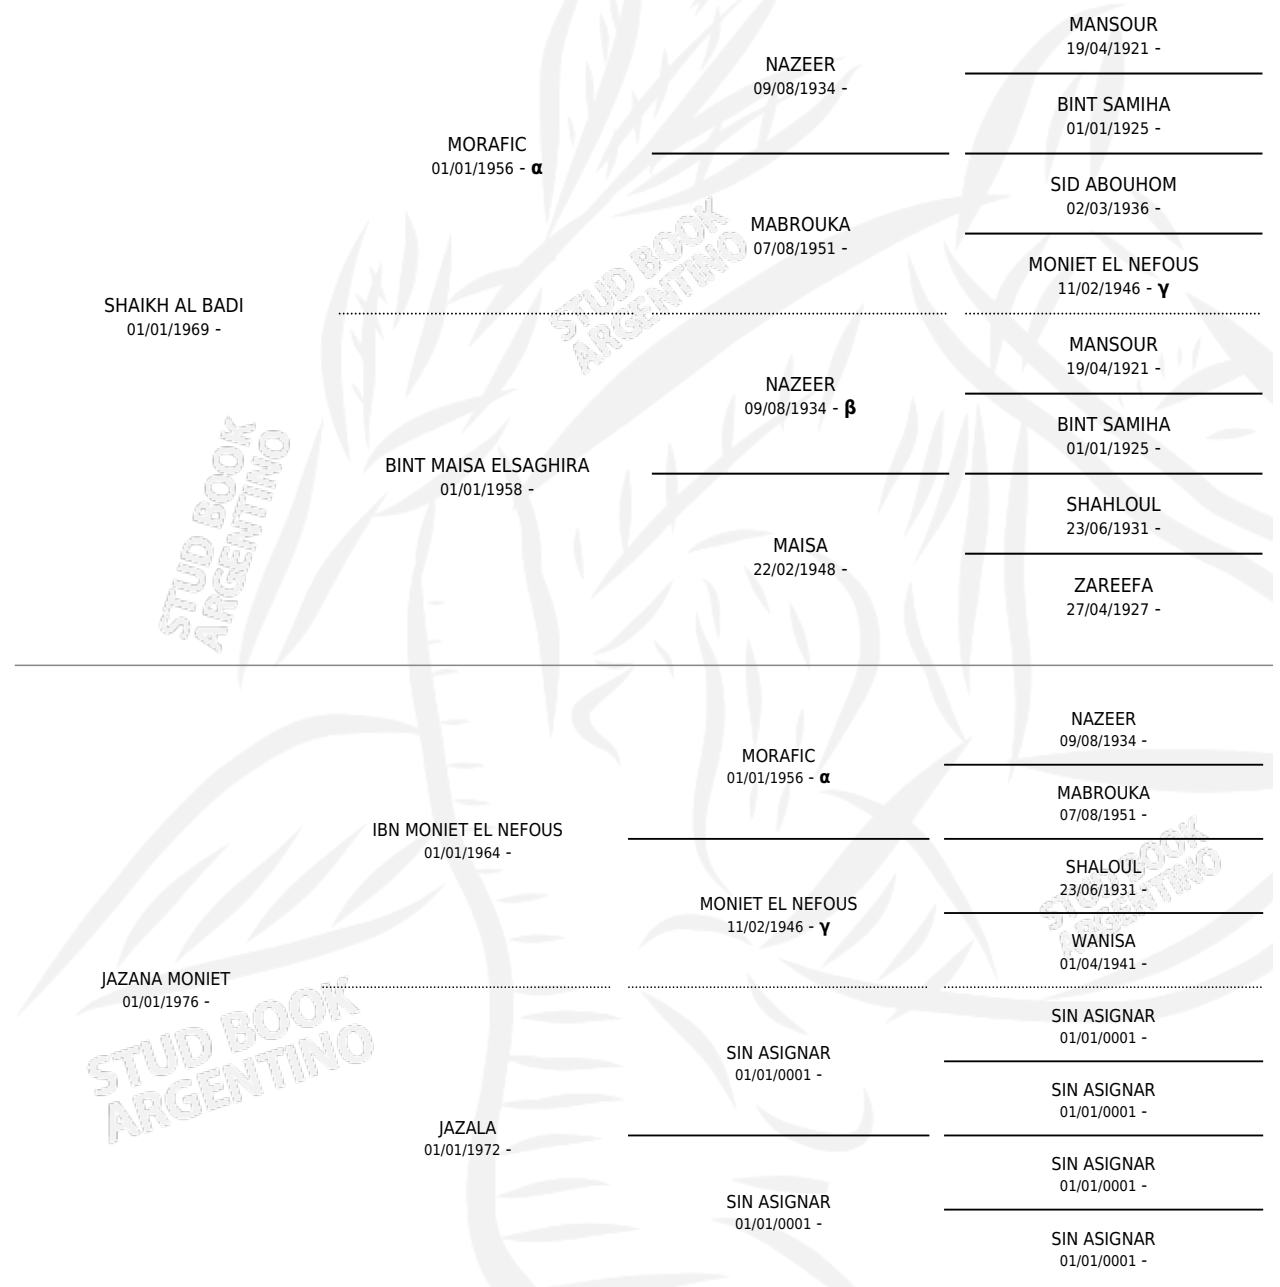 MANSOUR
19/04/1921 -
NAZEER
09/08/1934 -
BINT SAMIHA
01/01/1925 -
MORAFIC
01/01/1956 - α
SID ABOUHOM
02/03/1936 -
MABROUKA
07/08/1951 -
MONIET EL NEFOUS
11/02/1946 - γ
SHAIKH AL BADI
01/01/1969 -
MANSOUR
19/04/1921 -
NAZEER
09/08/1934 - β
BINT SAMIHA
01/01/1925 -
BINT MAISA ELSAGHIRA
01/01/1958 -
SHAHLOUL
23/06/1931 -
MAISA
22/02/1948 -
ZAREEFA
27/04/1927 -
STUD BOOK
ARGENTINO
STUD BOOK
ARGENTINO
NAZEER
09/08/1934 -
MORAFIC
01/01/1956 - α
MABROUKA
07/08/1951 -
IBN MONIET EL NEFOUS
01/01/1964 -
SHALOUL
23/06/1931 -
MONIET EL NEFOUS
11/02/1946 - γ
WANISA
01/04/1941 -
STUD BOOK
ARGENTINO
JAZANA MONIET
01/01/1976 -
SIN ASIGNAR
01/01/0001 -
SIN ASIGNAR
01/01/0001 -
SIN ASIGNAR
01/01/0001 -
STUD BOOK
ARGENTINO
JAZALA
01/01/1972 -
SIN ASIGNAR
01/01/0001 -
SIN ASIGNAR
01/01/0001 -
SIN ASIGNAR
01/01/0001 -